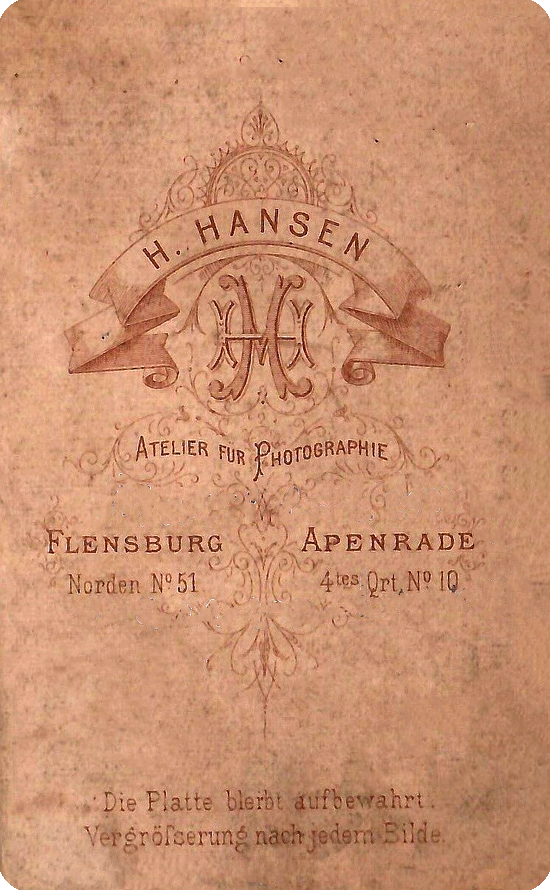 H. HANSEN
HH
ATELIER FÜR PHOTOGRAPHIE
FLENSBURG
Norden Nº 51
APENRADE
4tes Qrt, Nº 10
Die Platte bleibt aufbewahrt.
Vergröſserung nach jedem Bilde.